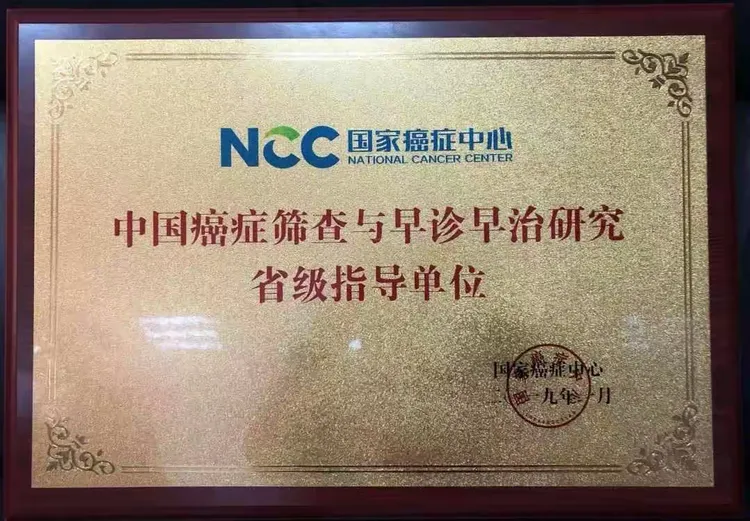 NCC 国家癌症中心
NATIONAL CANCER CENTER
中国癌症筛查与早诊早治研究
省级指导单位
国家癌症中心
二〇一九年 月